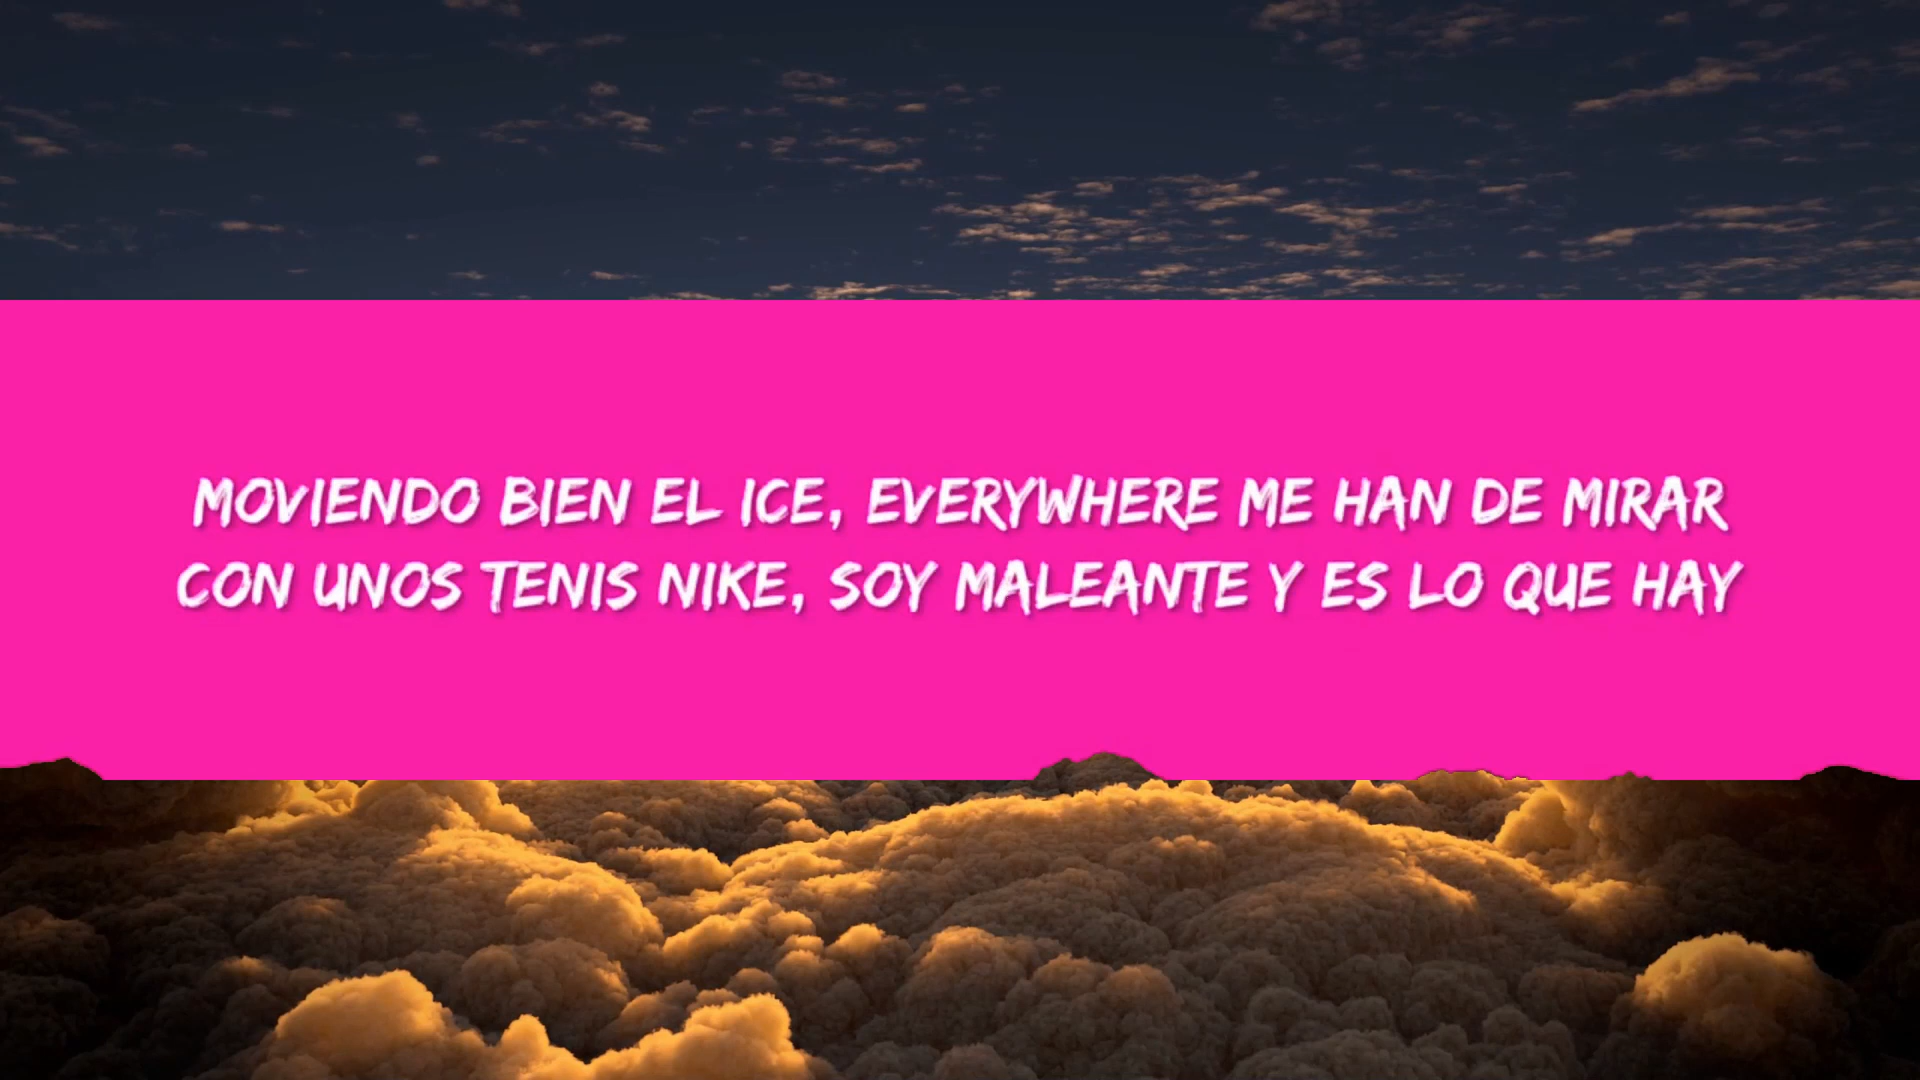 MOVIENDO BIEN EL ICE, EVERYWHERE ME HAN DE MIRAR
CON UNOS TENIS NIKE, SOY MALEANTE Y ES LO QUE HAY